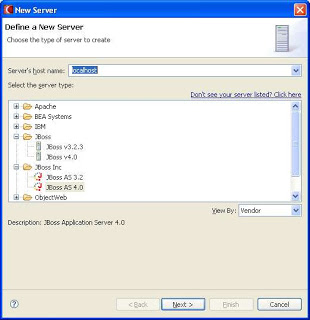 New Server
Define a New Server
Choose the type of server to create
Server's host name: localhost
Select the server type:
Don't see your server listed? Click here
Apache
BEA Systems
IBM
JBoss
JBoss v3.2.3
JBoss v4.0
JBoss Inc
JBoss AS 3.2
JBoss AS 4.0
ObjectWeb
View By: Vendor
Description: JBoss Application Server 4.0
< Back Next > Finish Cancel